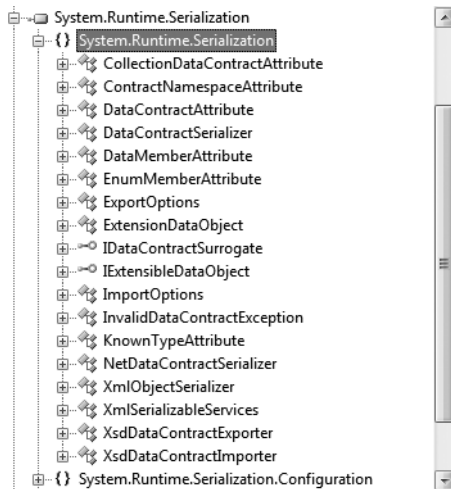 System.Runtime.Serialization
{} System.Runtime.Serialization
CollectionDataContractAttribute
ContractNamespaceAttribute
DataContractAttribute
DataContractSerializer
DataMemberAttribute
EnumMemberAttribute
ExportOptions
ExtensionDataObject
IDataContractSurrogate
IExtensibleDataObject
ImportOptions
InvalidDataContractException
KnownTypeAttribute
NetDataContractSerializer
XmlObjectSerializer
XmlSerializableServices
XsdDataContractExporter
XsdDataContractImporter
{} System.Runtime.Serialization.Configuration